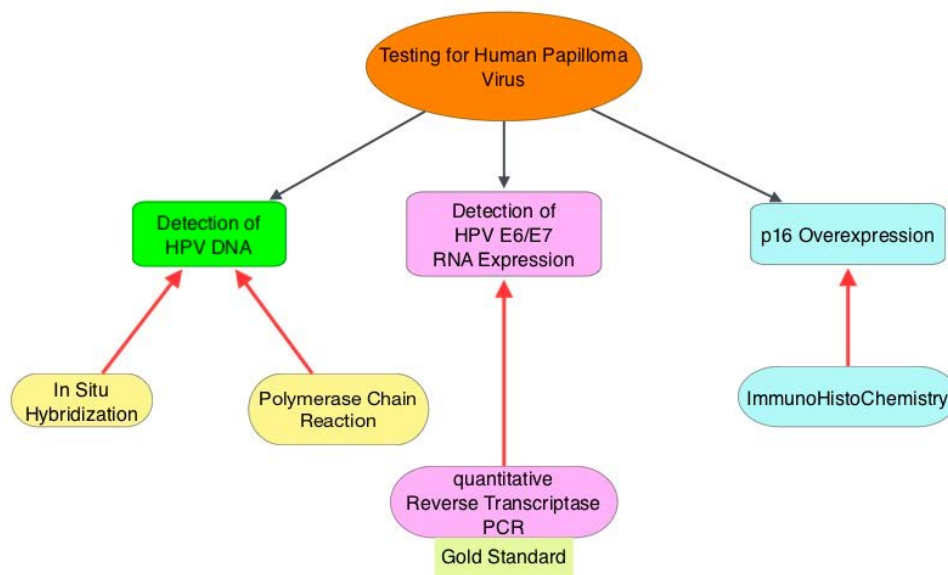 Testing for Human Papilloma
Virus
Detection of
HPV DNA
Detection of
HPV E6/E7
RNA Expression
p16 Overexpression
In Situ
Hybridization
Polymerase Chain
Reaction
ImmunoHistoChemistry
quantitative
Reverse Transcriptase
PCR
Gold Standard